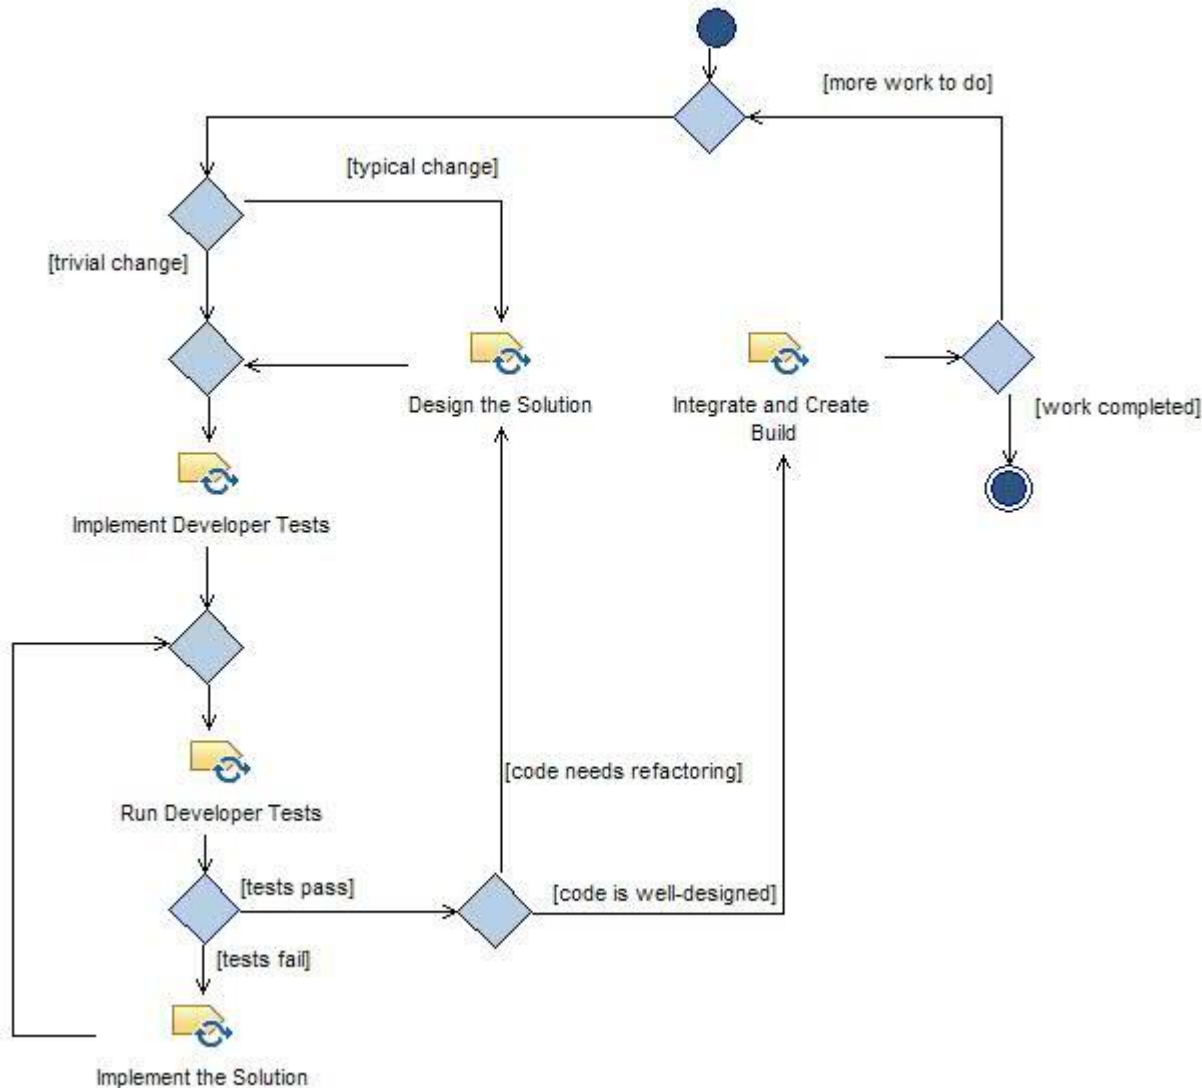 [more work to do]
[typical change]
[trivial change]
Design the Solution
Integrate and Create
Build
[work completed]
Implement Developer Tests
[code needs refactoring]
Run Developer Tests
[tests pass]
[code is well-designed]
[tests fail]
Implement the Solution